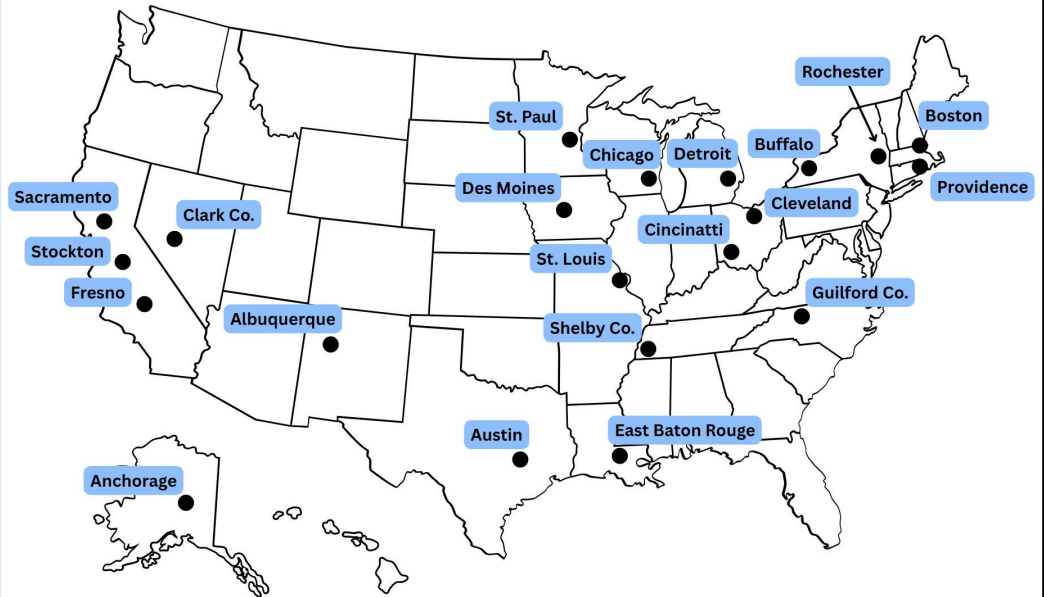 Rochester
Boston
St. Paul
Buffalo
Chicago
Detroit
Des Moines
Providence
Sacramento
Cleveland
Clark Co.
Cincinatti
Stockton
St. Louis
Fresno
Guilford Co.
Albuquerque
Shelby Co.
Austin
East Baton Rouge
Anchorage